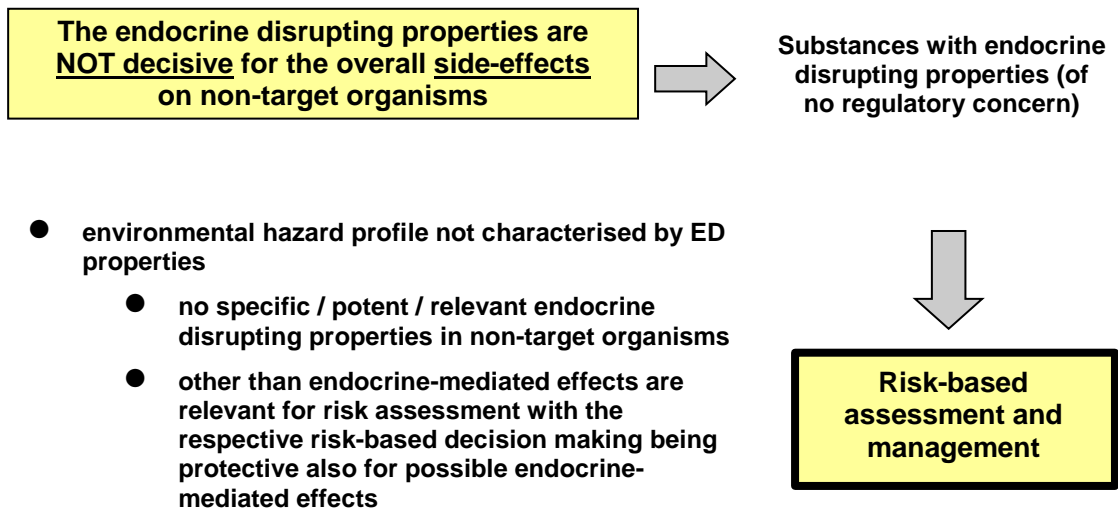 The endocrine disrupting properties are
NOT decisive for the overall side-effects
on non-target organisms
Substances with endocrine
disrupting properties (of
no regulatory concern)
● environmental hazard profile not characterised by ED
properties
● no specific / potent / relevant endocrine
disrupting properties in non-target organisms
● other than endocrine-mediated effects are
relevant for risk assessment with the
respective risk-based decision making being
protective also for possible endocrine-
mediated effects
Risk-based
assessment and
management